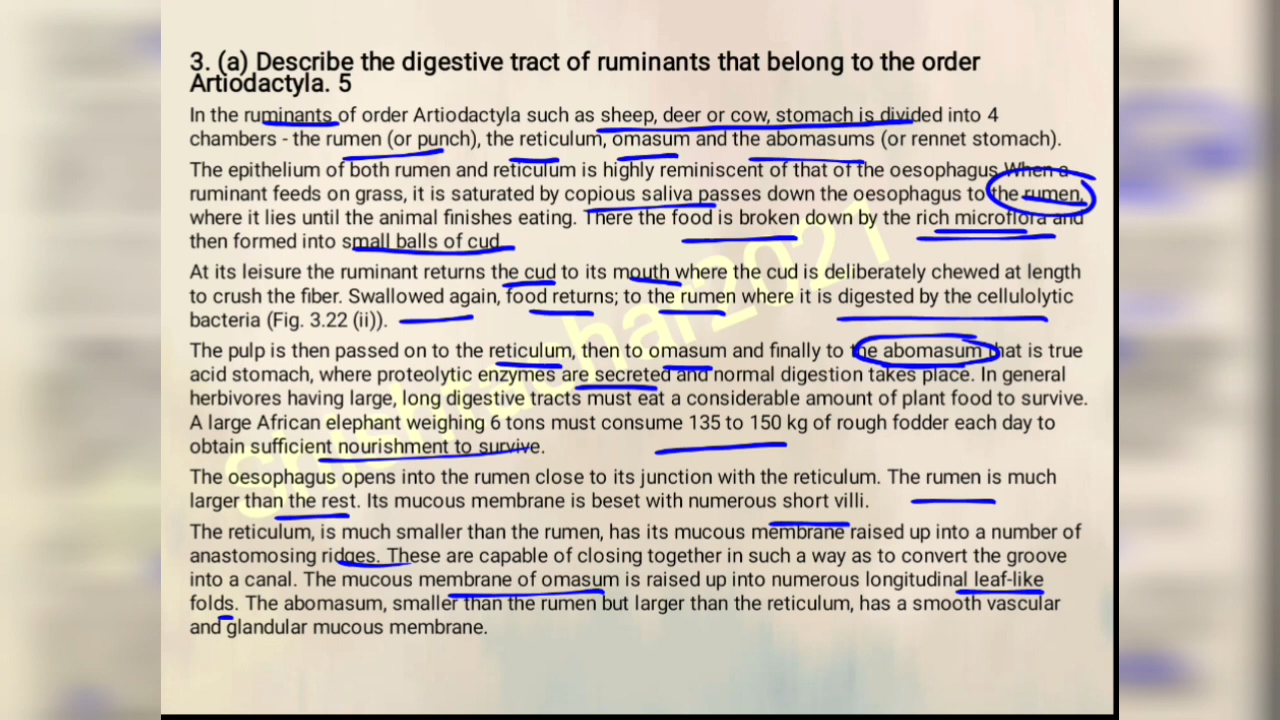 3. (a) Describe the digestive tract of ruminants that belong to the order
Artiodactyla. 5
In the ruminants of order Artiodactyla such as sheep, deer or cow, stomach is divided into 4
chambers - the rumen (or punch), the reticulum, omasum and the abomasums (or rennet stomach).
The epithelium of both rumen and reticulum is highly reminiscent of that of the oesophagus. When a
ruminant feeds on grass, it is saturated by copious saliva passes down the oesophagus to the rumen,
where it lies until the animal finishes eating. There the food is broken down by the rich microflora and
then formed into small balls of cud.
At its leisure the ruminant returns the cud to its mouth where the cud is deliberately chewed at length
to crush the fiber. Swallowed again, food returns; to the rumen where it is digested by the cellulolytic
bacteria (Fig. 3.22 (ii)).
The pulp is then passed on to the reticulum, then to omasum and finally to the abomasum that is true
acid stomach, where proteolytic enzymes are secreted and normal digestion takes place. In general
herbivores having large, long digestive tracts must eat a considerable amount of plant food to survive.
A large African elephant weighing 6 tons must consume 135 to 150 kg of rough fodder each day to
obtain sufficient nourishment to survive.
The oesophagus opens into the rumen close to its junction with the reticulum. The rumen is much
larger than the rest. Its mucous membrane is beset with numerous short villi.
The reticulum, is much smaller than the rumen, has its mucous membrane raised up into a number of
anastomosing ridges. These are capable of closing together in such a way as to convert the groove
into a canal. The mucous membrane of omasum is raised up into numerous longitudinal leaf-like
folds. The abomasum, smaller than the rumen but larger than the reticulum, has a smooth vascular
and glandular mucous membrane.